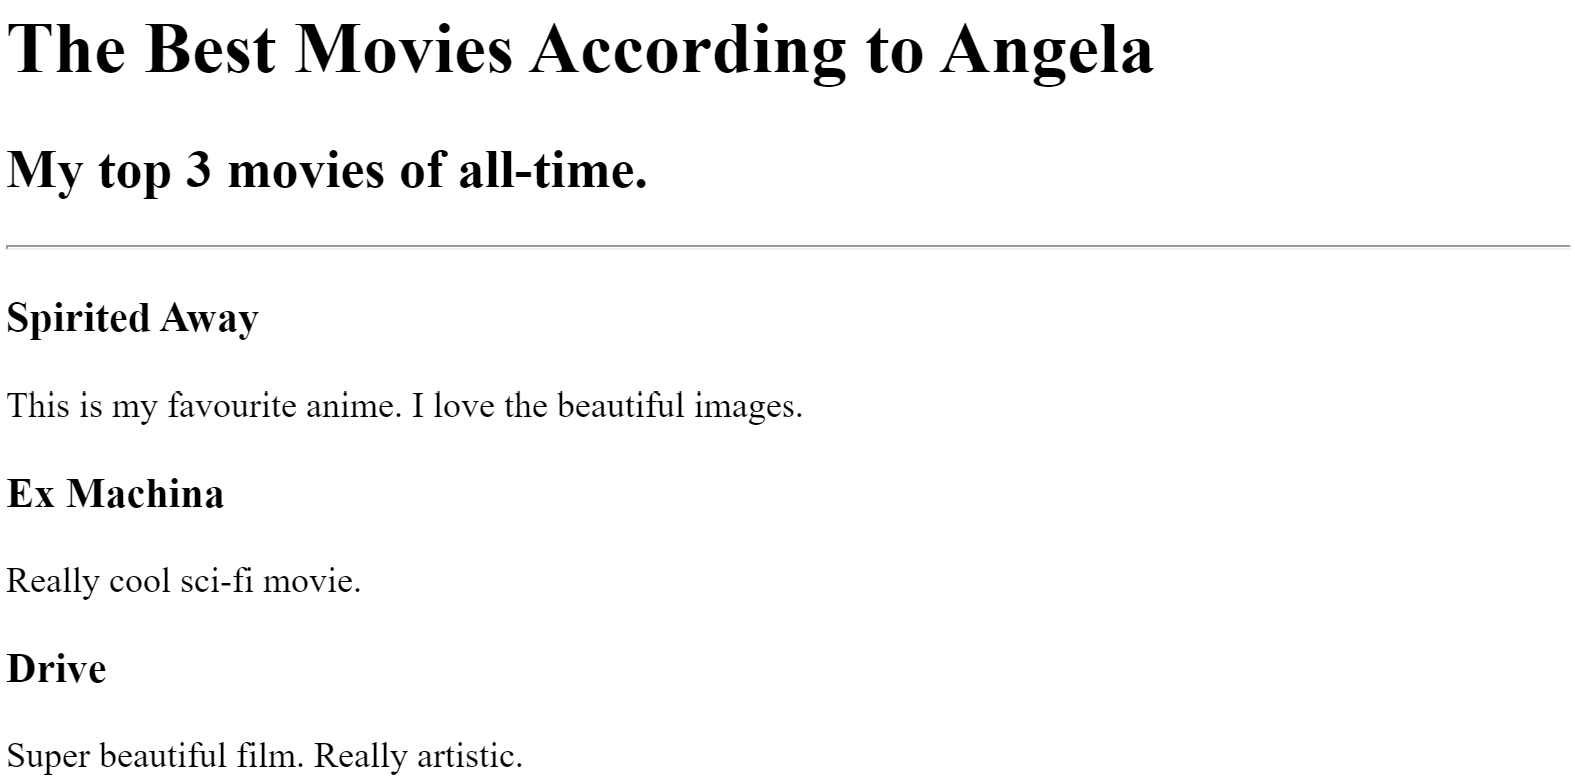 The Best Movies According to Angela
My top 3 movies of all-time.
Spirited Away
This is my favourite anime. I love the beautiful images.
Ex Machina
Really cool sci-fi movie.
Drive
Super beautiful film. Really artistic.